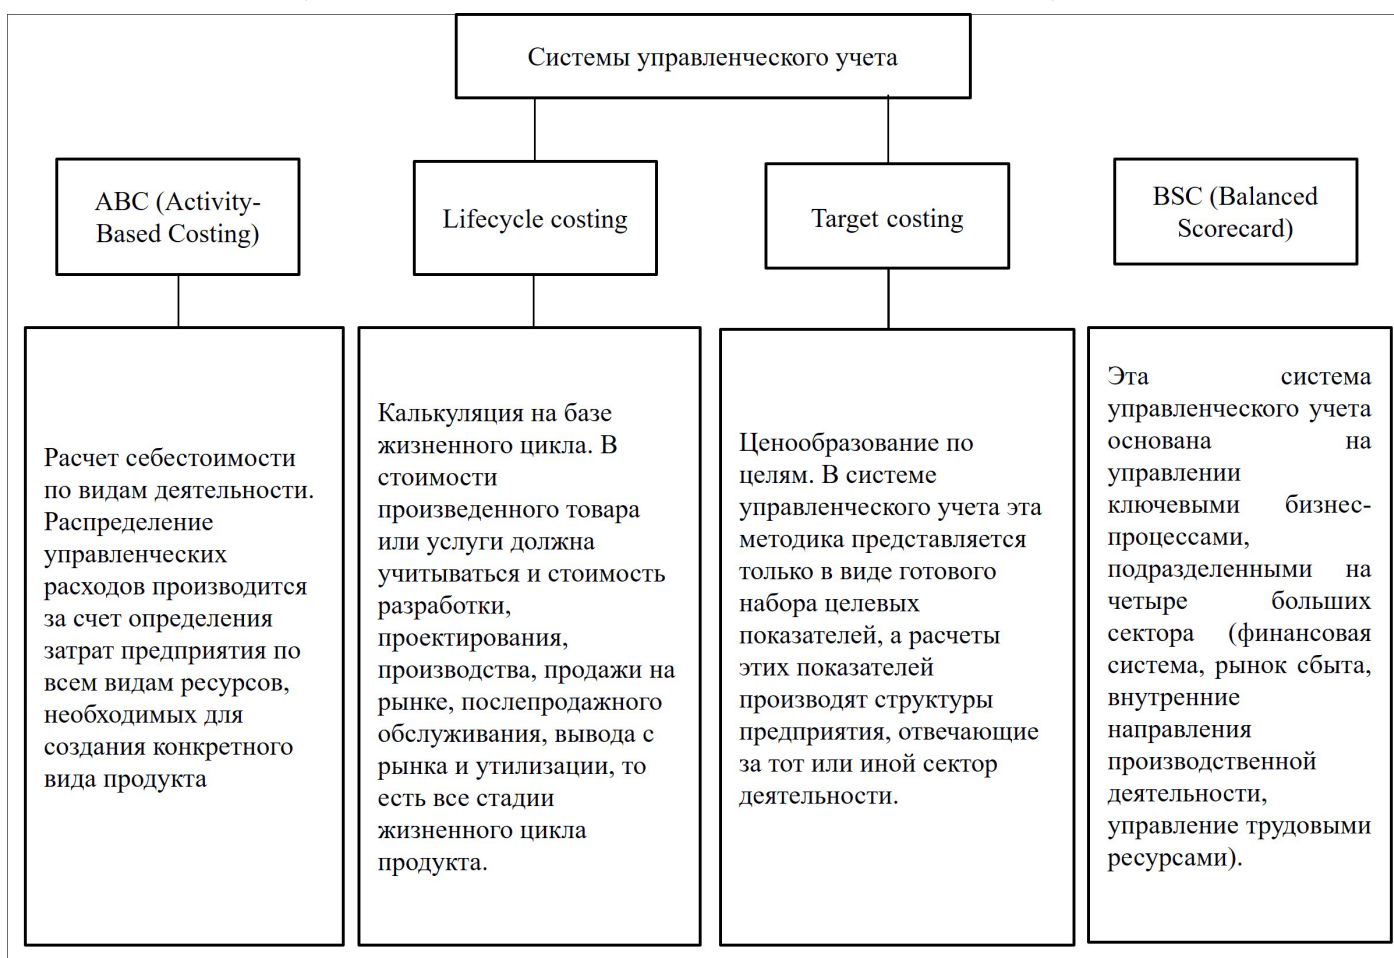 Системы управленческого учета
ABC (Activity-
Based Costing)
Lifecycle costing
Target costing
BSC (Balanced
Scorecard)
Расчет себестоимости
по видам деятельности.
Распределение
управленческих
расходов производится
за счет определения
затрат предприятия по
всем видам ресурсов,
необходимых для
создания конкретного
вида продукта
Калькуляция на базе
жизненного цикла. В
стоимости
произведенного товара
или услуги должна
учитываться и стоимость
разработки,
проектирования,
производства, продажи на
рынке, послепродажного
обслуживания, вывода с
рынка и утилизации, то
есть все стадии
жизненного цикла
продукта.
Ценообразование по
целям. В системе
управленческого учета эта
методика представляется
только в виде готового
набора целевых
показателей, а расчеты
этих показателей
производят структуры
предприятия, отвечающие
за тот или иной сектор
деятельности.
Эта система
управленческого учета
основана на
управлении
ключевыми бизнес-
процессами,
подразделенными на
четыре больших
сектора (финансовая
система, рынок сбыта,
внутренние
направления
производственной
деятельности,
управление трудовыми
ресурсами).